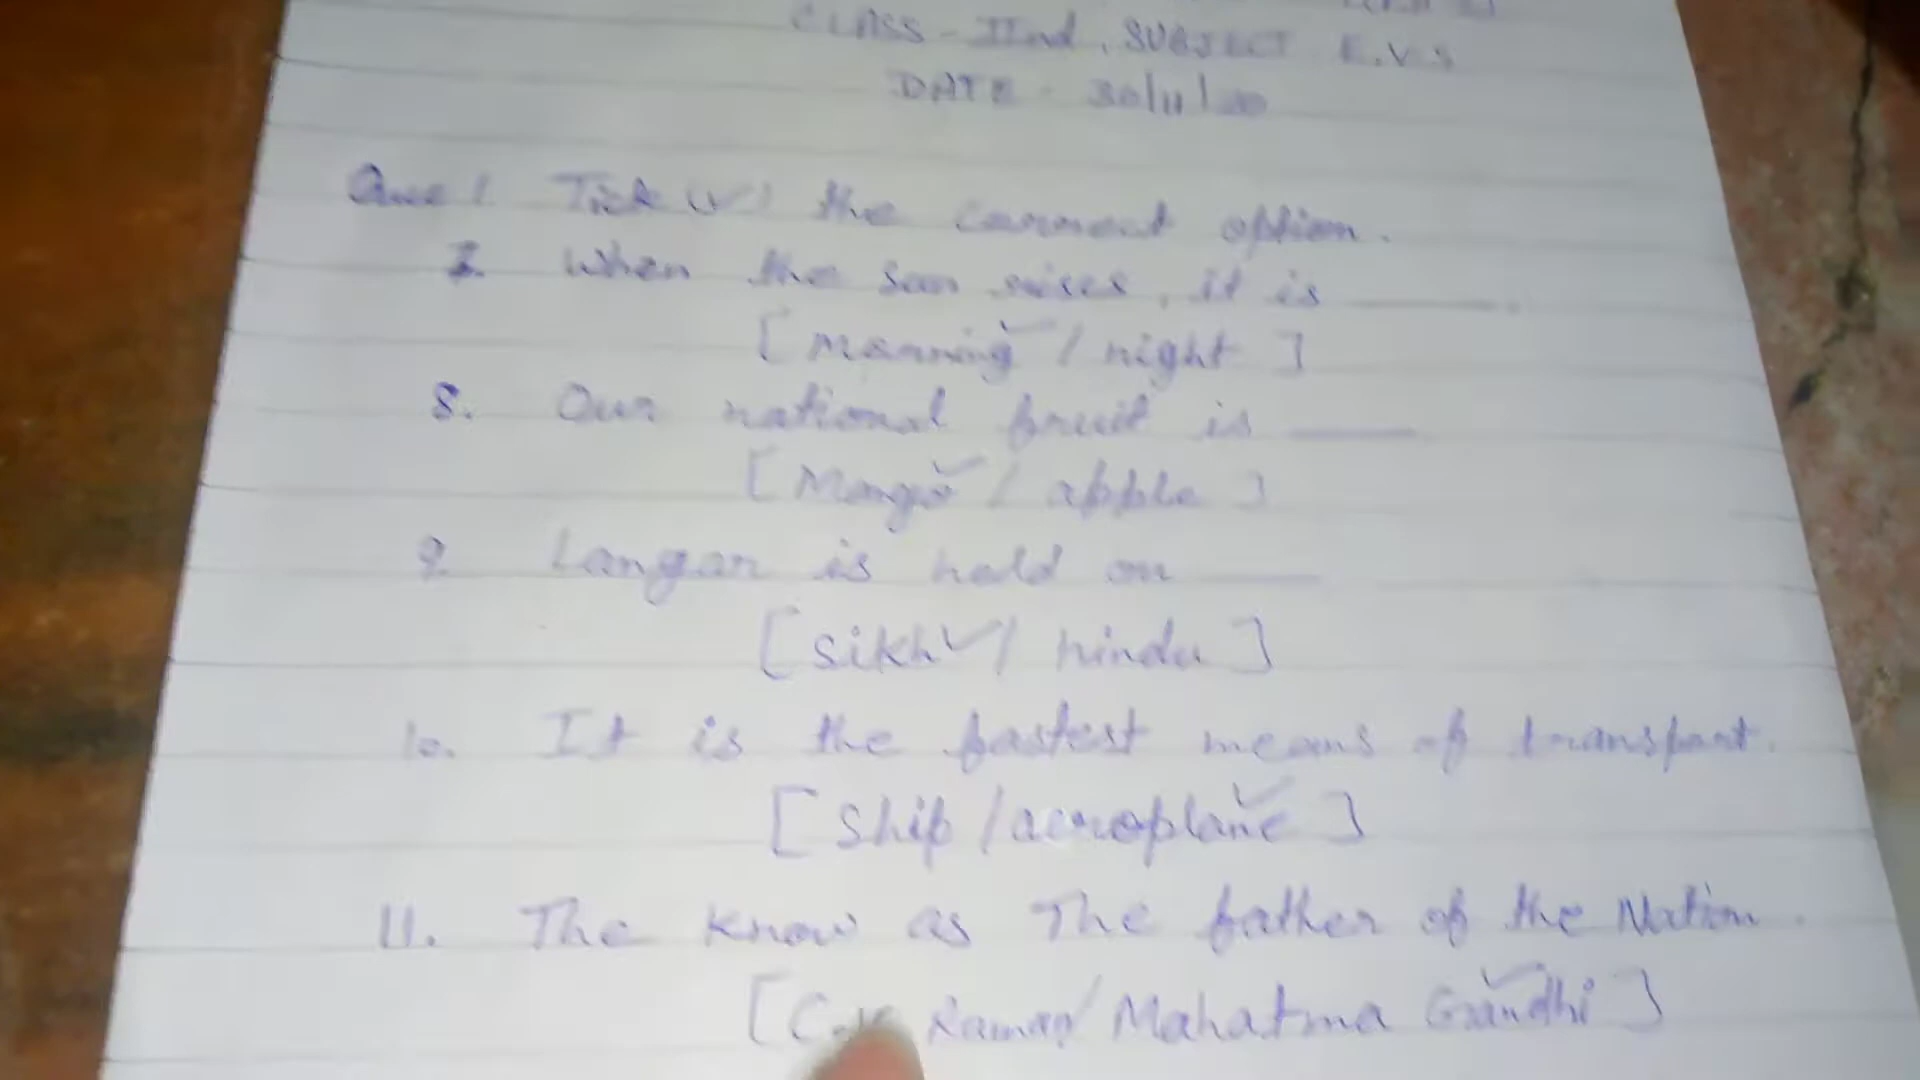 CLASS - IInd, SUBJECT E.V.S
DATE - 30/11/20
Ques 1 Tick (✓) the correct option.
7. When the sun rises, it is ______.
[Morning ✓ / night]
8. Our national fruit is ____
[Mango ✓ / apple]
9. Langar is held on ____
[Sikh ✓ / hindu]
10. It is the fastest means of transport.
[Ship / aeroplane ✓]
11. The Know as The father of the Nation.
[C.V Raman / Mahatma Gandhi ✓]